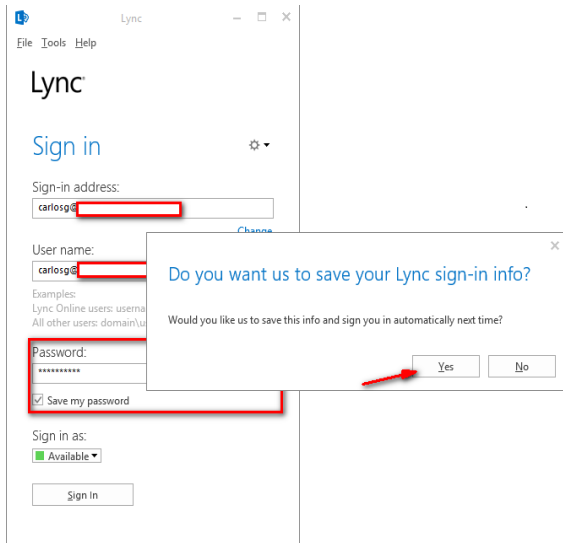 Lync
File Tools Help
Lync
Sign in
Sign-in address:
carlosg@
Change
User name:
carlosg@
Examples:
Lync Online users: userna
All other users: domain\u
Password:
**********
Save my password
Sign in as:
Available
Sign In
Do you want us to save your Lync sign-in info?
Would you like us to save this info and sign you in automatically next time?
Yes No